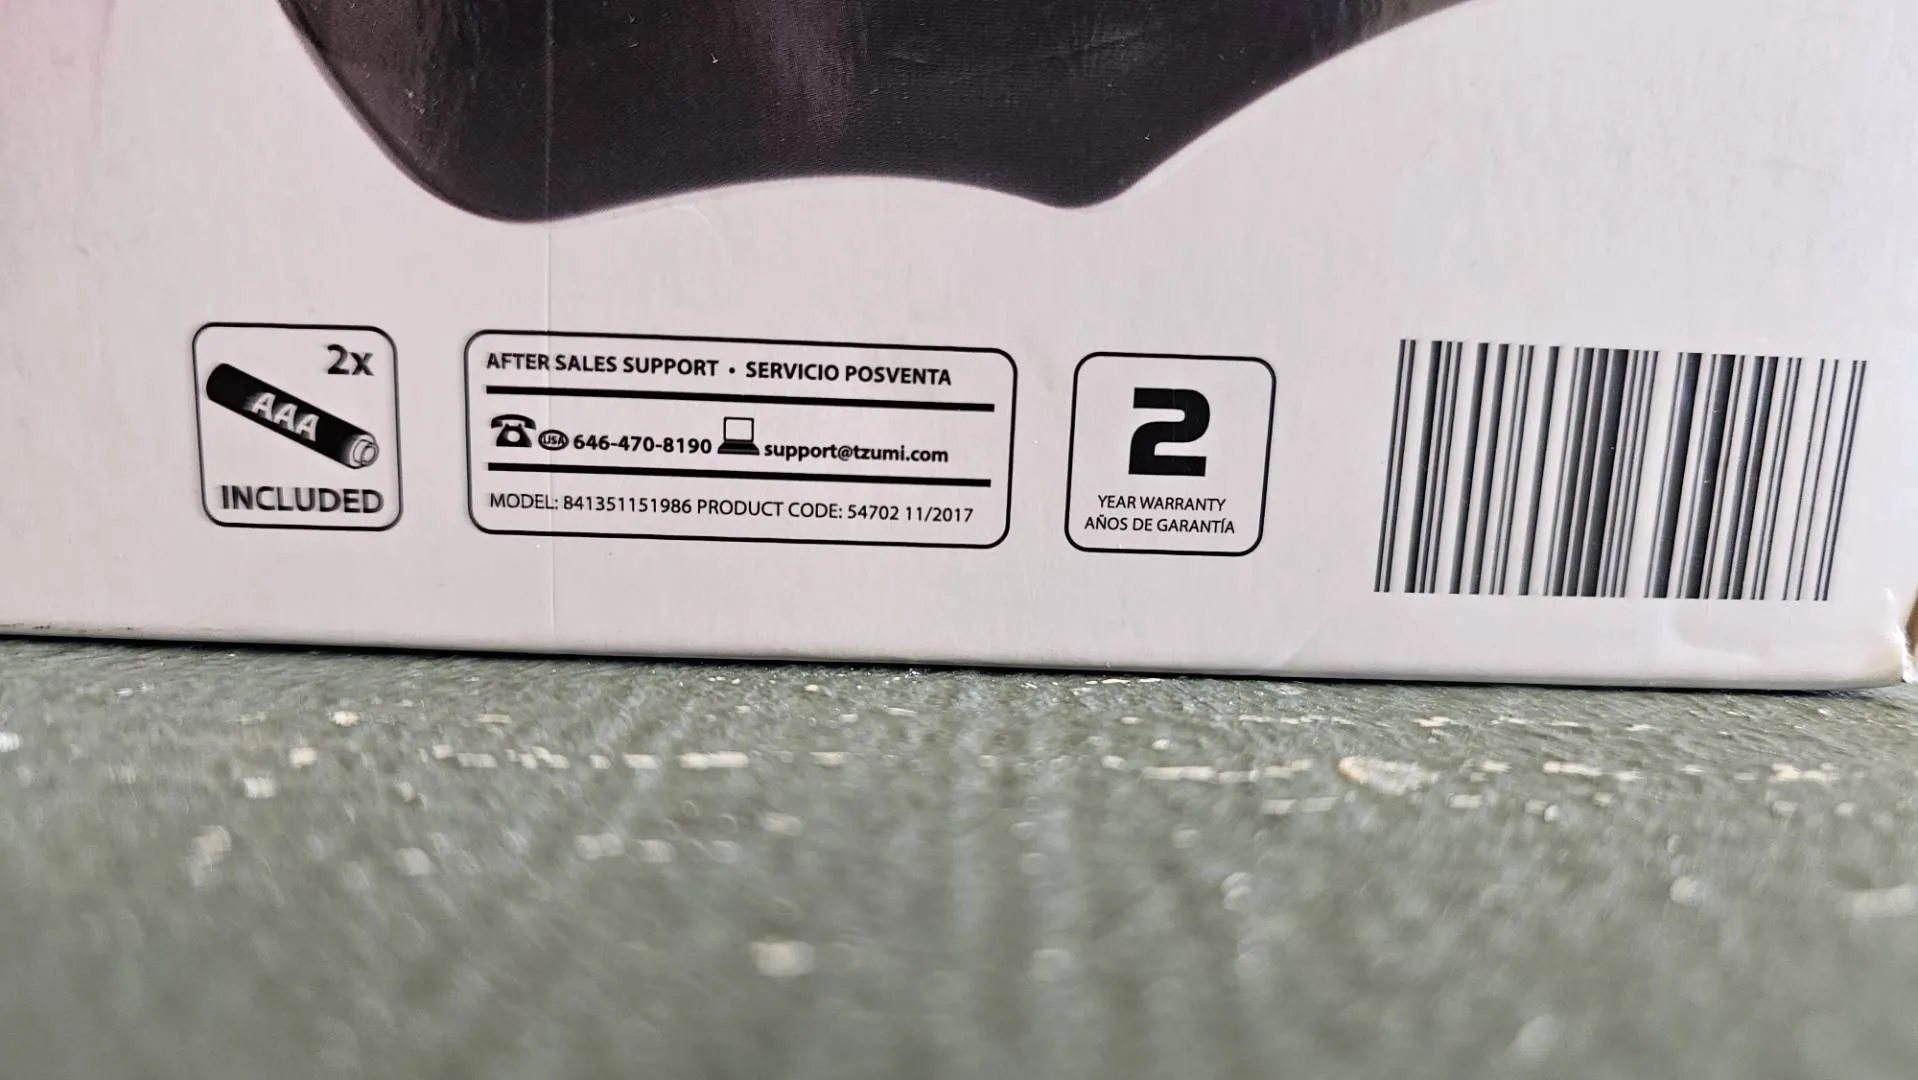 2x
AAA
INCLUDED
AFTER SALES SUPPORT • SERVICIO POSVENTA
USA 646-470-8190 support@tzumi.com
MODEL: 841351151986 PRODUCT CODE: 54702 11/2017
2
YEAR WARRANTY
AÑOS DE GARANTÍA